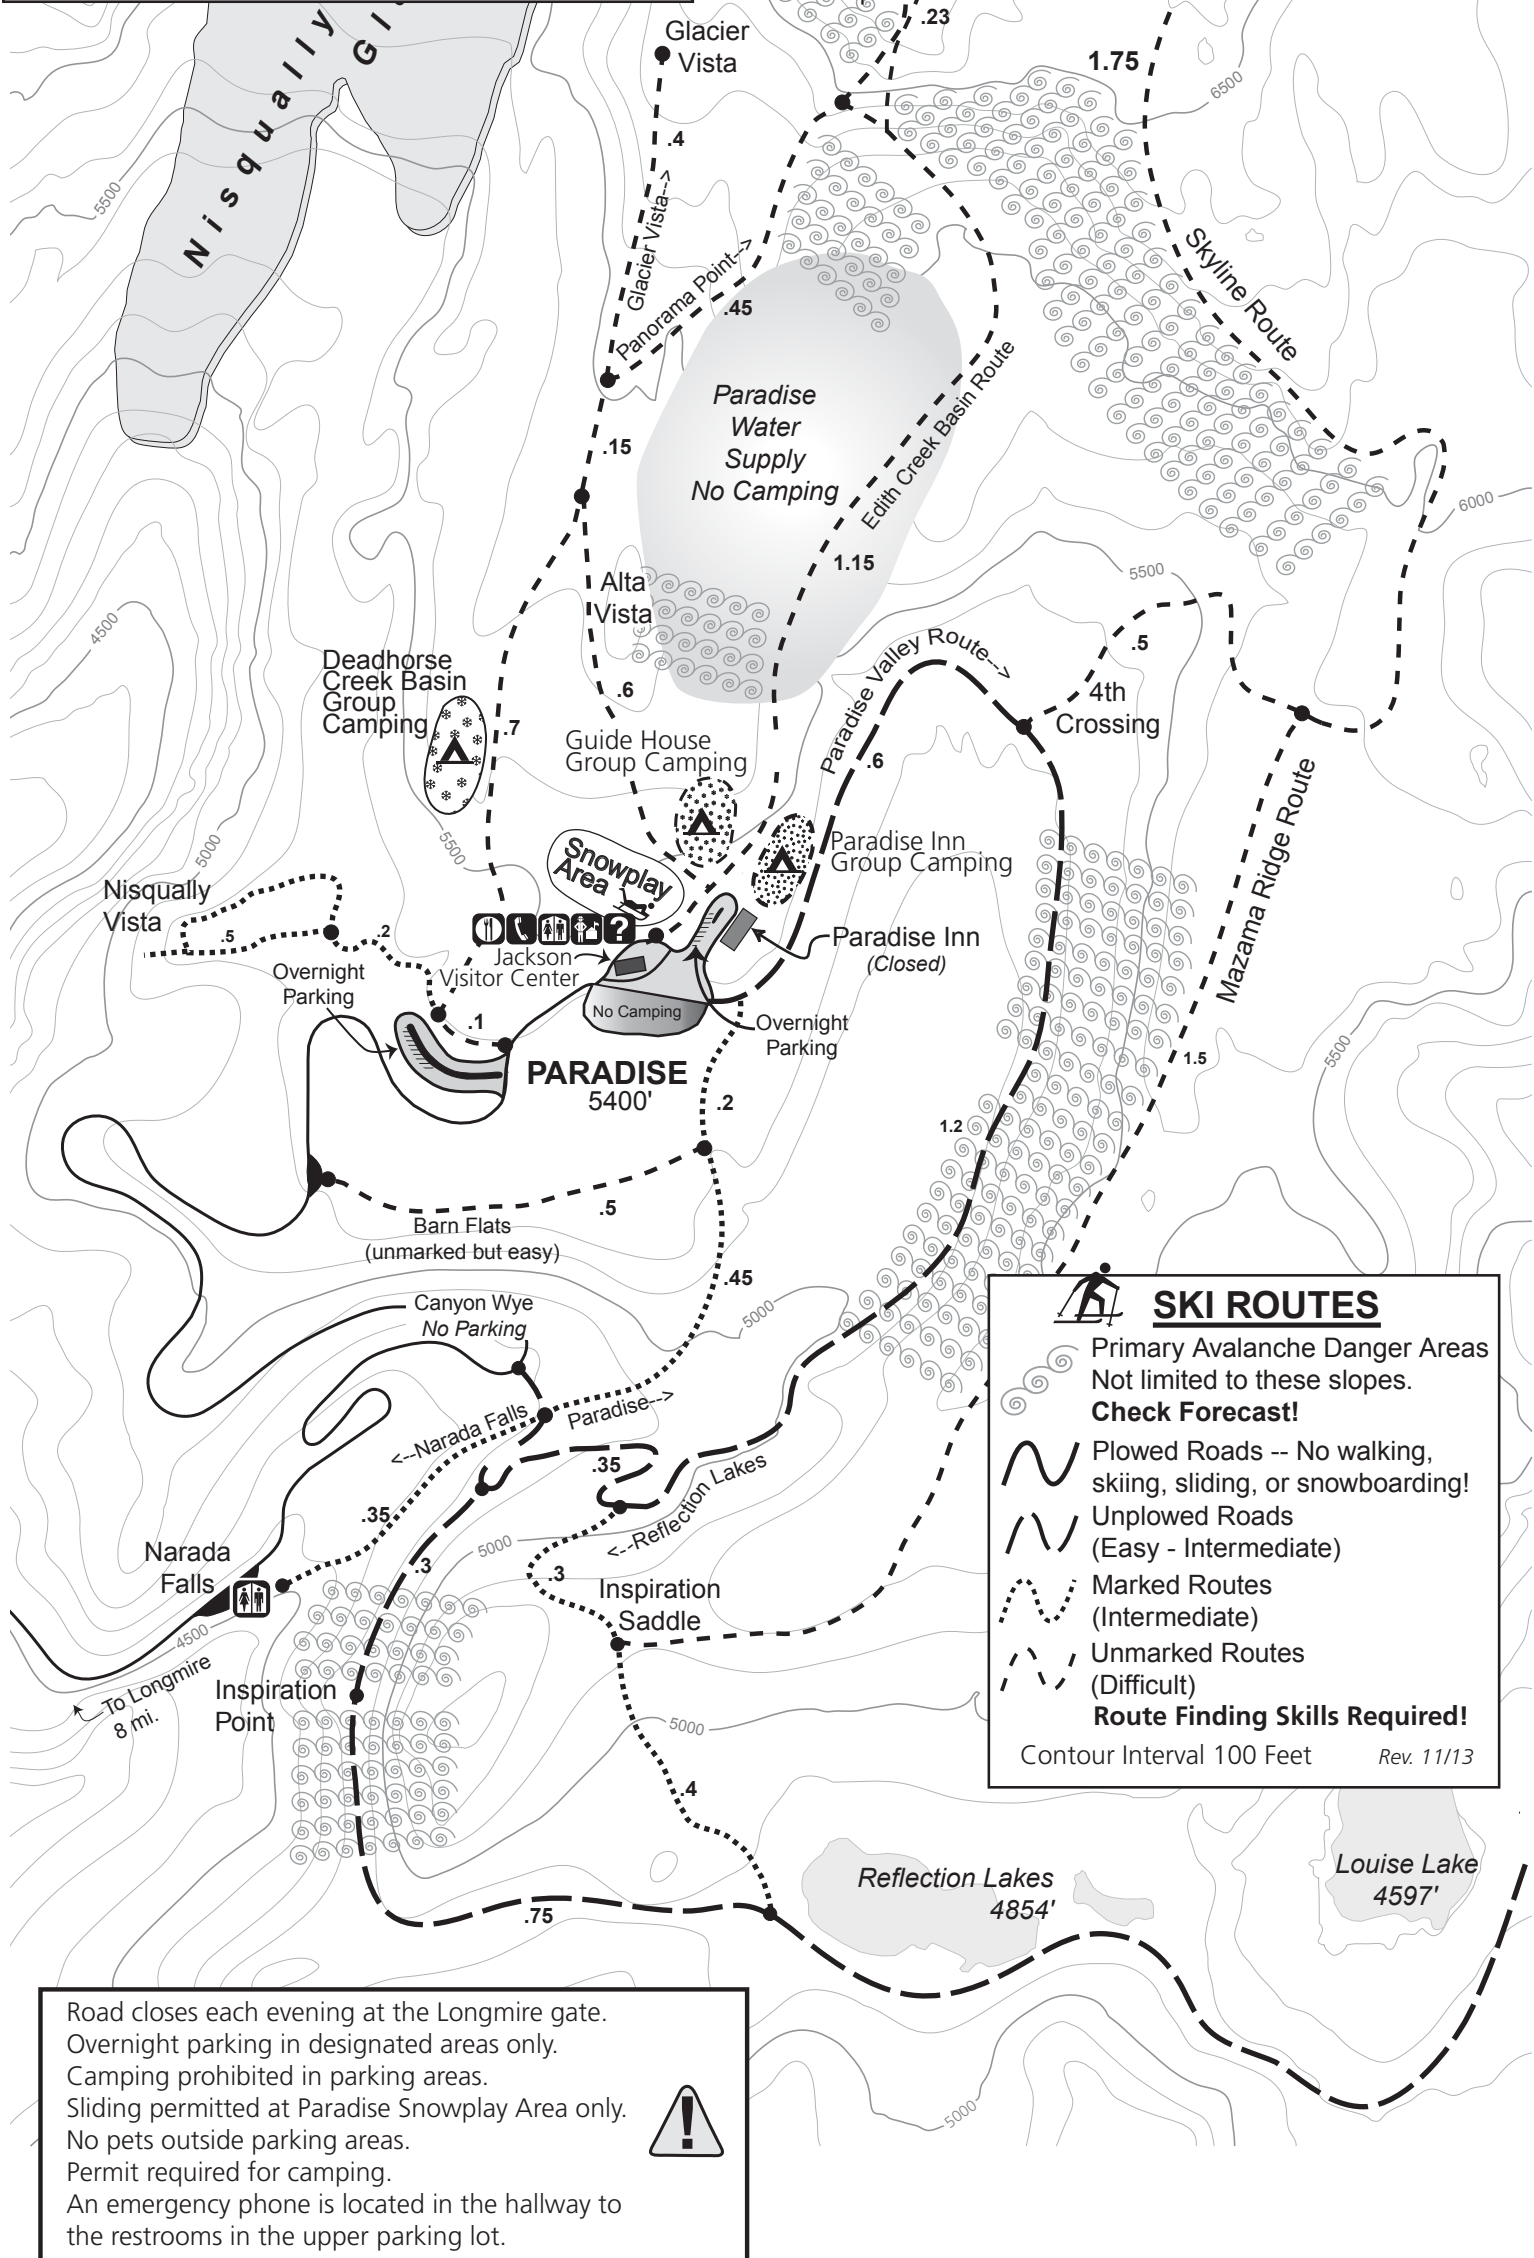 Nisqually
Gl
Glacier
Vista
.23
1.75
6500
.4
Glacier Vista-->
5500
Panorama Point-->
.45
Skyline Route
Paradise
Water
Supply
No Camping
Edith Creek Basin Route
.15
1.15
6000
5500
Alta
Vista
4500
.6
.5
Deadhorse
Creek Basin
Group
Camping
.7
Paradise Valley Route-->
4th
Crossing
Guide House
Group Camping
.6
Mazama Ridge Route
5500
5000
Snowplay
Area
Paradise Inn
Group Camping
Nisqually
Vista
.5
.2
?
Jackson
Visitor Center
Paradise Inn
(Closed)
Overnight
Parking
No Camping
Overnight
Parking
.1
PARADISE
5400'
5500
1.5
.2
1.2
.5
Barn Flats
(unmarked but easy)
.45
Canyon Wye
No Parking
5000
<--Narada Falls
Paradise-->
.35
<--Reflection Lakes
.35
5000
Narada
Falls
.3
.3
Inspiration
Saddle
4500
To Longmire
8 mi.
Inspiration
Point
5000
.4
SKI ROUTES
Primary Avalanche Danger Areas
Not limited to these slopes.
Check Forecast!
Plowed Roads -- No walking,
skiing, sliding, or snowboarding!
Unplowed Roads
(Easy - Intermediate)
Marked Routes
(Intermediate)
Unmarked Routes
(Difficult)
Route Finding Skills Required!
Contour Interval 100 Feet
Rev. 11/13
Reflection Lakes
4854'
Louise Lake
4597'
.75
5000
Road closes each evening at the Longmire gate.
Overnight parking in designated areas only.
Camping prohibited in parking areas.
Sliding permitted at Paradise Snowplay Area only.
No pets outside parking areas.
Permit required for camping.
An emergency phone is located in the hallway to
the restrooms in the upper parking lot.
!